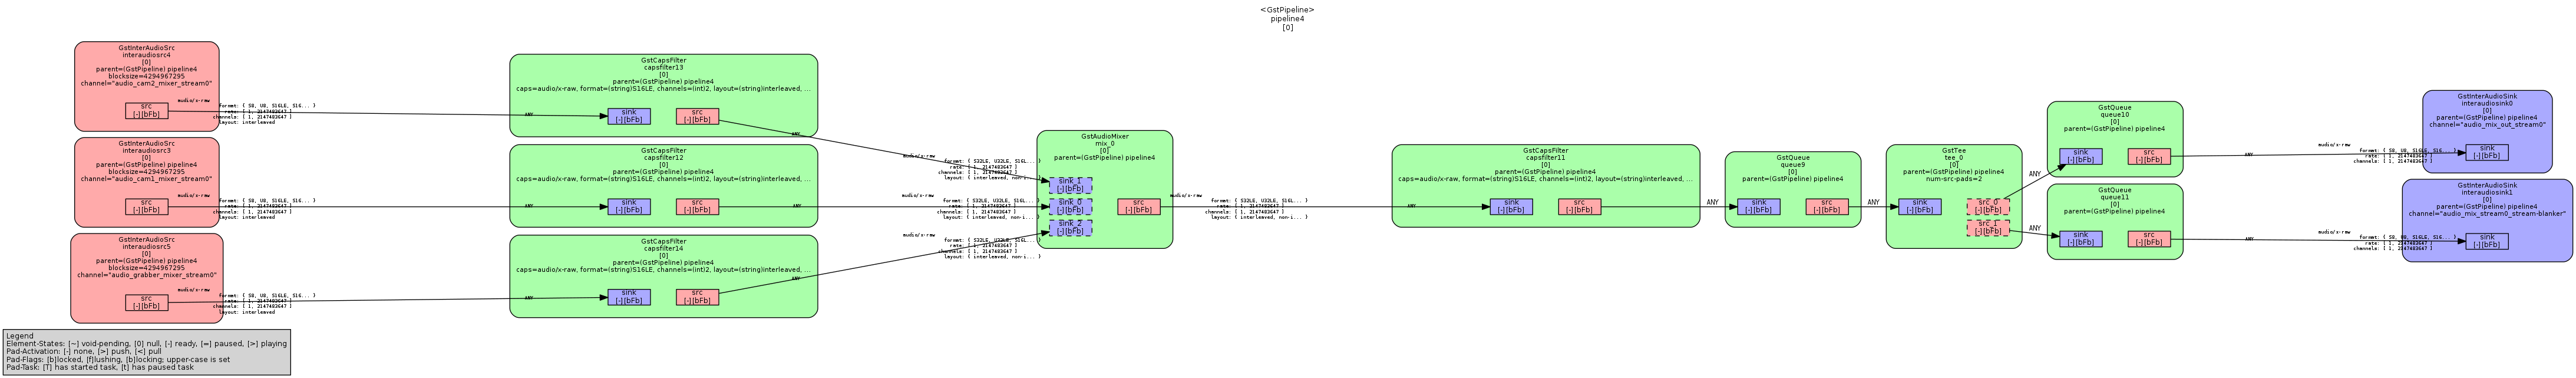 <GstPipeline>
pipeline4
[0]
GstInterAudioSrc
interaudiosrc4
[0]
parent=(GstPipeline) pipeline4
blocksize=4294967295
channel="audio_cam2_mixer_stream0"
src
[-][bFb]
audio/x-raw
format: { S8, U8, S16LE, S16... }
rate: [ 1, 2147483647 ]
channels: [ 1, 2147483647 ]
layout: interleaved
GstInterAudioSrc
interaudiosrc3
[0]
parent=(GstPipeline) pipeline4
blocksize=4294967295
channel="audio_cam1_mixer_stream0"
src
[-][bFb]
audio/x-raw
format: { S8, U8, S16LE, S16... }
rate: [ 1, 2147483647 ]
channels: [ 1, 2147483647 ]
layout: interleaved
GstInterAudioSrc
interaudiosrc5
[0]
parent=(GstPipeline) pipeline4
blocksize=4294967295
channel="audio_grabber_mixer_stream0"
src
[-][bFb]
audio/x-raw
format: { S8, U8, S16LE, S16... }
rate: [ 1, 2147483647 ]
channels: [ 1, 2147483647 ]
layout: interleaved
GstCapsFilter
capsfilter13
[0]
parent=(GstPipeline) pipeline4
caps=audio/x-raw, format=(string)S16LE, channels=(int)2, layout=(string)interleaved, ...
ANY
sink
[-][bFb]
src
[-][bFb]
ANY
GstCapsFilter
capsfilter12
[0]
parent=(GstPipeline) pipeline4
caps=audio/x-raw, format=(string)S16LE, channels=(int)2, layout=(string)interleaved, ...
ANY
sink
[-][bFb]
src
[-][bFb]
ANY
GstCapsFilter
capsfilter14
[0]
parent=(GstPipeline) pipeline4
caps=audio/x-raw, format=(string)S16LE, channels=(int)2, layout=(string)interleaved, ...
ANY
sink
[-][bFb]
src
[-][bFb]
ANY
audio/x-raw
format: { S32LE, U32LE, S16L... }
rate: [ 1, 2147483647 ]
channels: [ 1, 2147483647 ]
layout: { interleaved, non-i... }
audio/x-raw
format: { S32LE, U32LE, S16L... }
rate: [ 1, 2147483647 ]
channels: [ 1, 2147483647 ]
layout: { interleaved, non-i... }
audio/x-raw
format: { S32LE, U32LE, S16L... }
rate: [ 1, 2147483647 ]
channels: [ 1, 2147483647 ]
layout: { interleaved, non-i... }
GstAudioMixer
mix_0
[0]
parent=(GstPipeline) pipeline4
sink_1
[-][bFb]
sink_0
[-][bFb]
sink_2
[-][bFb]
src
[-][bFb]
audio/x-raw
format: { S32LE, U32LE, S16L... }
rate: [ 1, 2147483647 ]
channels: [ 1, 2147483647 ]
layout: { interleaved, non-i... }
GstCapsFilter
capsfilter11
[0]
parent=(GstPipeline) pipeline4
caps=audio/x-raw, format=(string)S16LE, channels=(int)2, layout=(string)interleaved, ...
ANY
sink
[-][bFb]
src
[-][bFb]
ANY
GstQueue
queue9
[0]
parent=(GstPipeline) pipeline4
sink
[-][bFb]
src
[-][bFb]
ANY
GstTee
tee_0
[0]
parent=(GstPipeline) pipeline4
num-src-pads=2
sink
[-][bFb]
src_0
[-][bFb]
src_1
[-][bFb]
ANY
ANY
GstQueue
queue10
[0]
parent=(GstPipeline) pipeline4
sink
[-][bFb]
src
[-][bFb]
ANY
GstQueue
queue11
[0]
parent=(GstPipeline) pipeline4
sink
[-][bFb]
src
[-][bFb]
ANY
audio/x-raw
format: { S8, U8, S16LE, S16... }
rate: [ 1, 2147483647 ]
channels: [ 1, 2147483647 ]
GstInterAudioSink
interaudiosink0
[0]
parent=(GstPipeline) pipeline4
channel="audio_mix_out_stream0"
sink
[-][bFb]
audio/x-raw
format: { S8, U8, S16LE, S16... }
rate: [ 1, 2147483647 ]
channels: [ 1, 2147483647 ]
GstInterAudioSink
interaudiosink1
[0]
parent=(GstPipeline) pipeline4
channel="audio_mix_stream0_stream-blanker"
sink
[-][bFb]
Legend
Element-States: [~] void-pending, [0] null, [-] ready, [=] paused, [>] playing
Pad-Activation: [-] none, [>] push, [<] pull
Pad-Flags: [b]locked, [f]lushing, [b]locking; upper-case is set
Pad-Task: [T] has started task, [t] has paused task